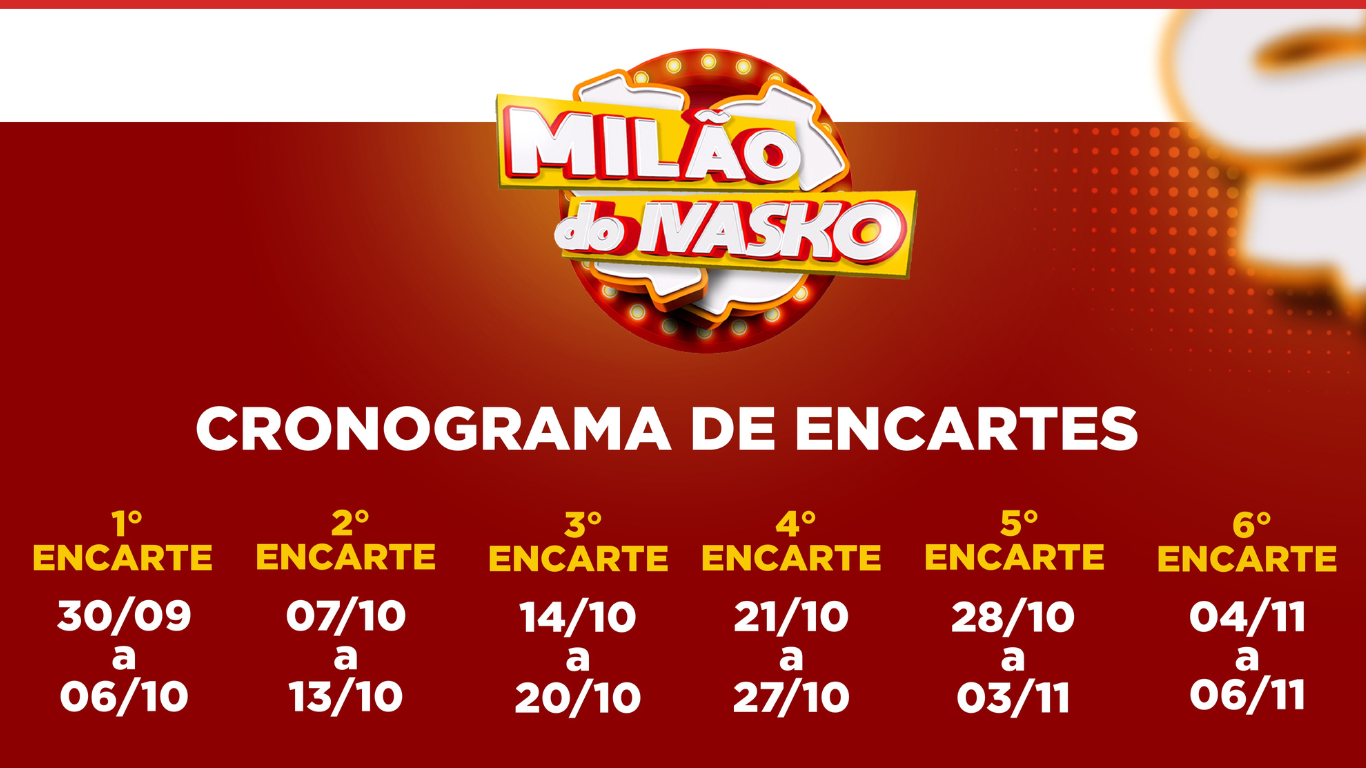 MILÃO
do IVASKO
CRONOGRAMA DE ENCARTES
1°
ENCARTE
30/09
a
06/10
2°
ENCARTE
07/10
a
13/10
3°
ENCARTE
14/10
a
20/10
4°
ENCARTE
21/10
a
27/10
5°
ENCARTE
28/10
a
03/11
6°
ENCARTE
04/11
a
06/11